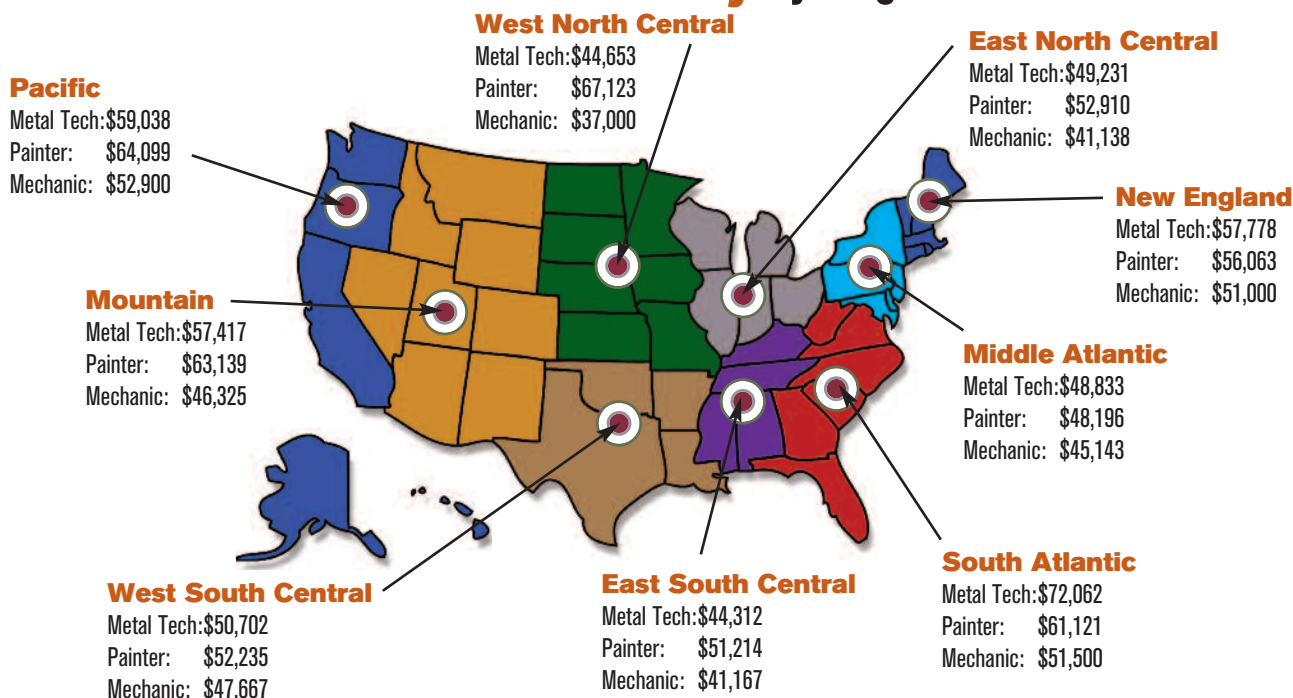 West North Central
Metal Tech:$44,653
Painter: $67,123
Mechanic: $37,000
East North Central
Metal Tech:$49,231
Painter: $52,910
Mechanic: $41,138
Pacific
Metal Tech:$59,038
Painter: $64,099
Mechanic: $52,900
New England
Metal Tech:$57,778
Painter: $56,063
Mechanic: $51,000
Mountain
Metal Tech:$57,417
Painter: $63,139
Mechanic: $46,325
Middle Atlantic
Metal Tech:$48,833
Painter: $48,196
Mechanic: $45,143
West South Central
Metal Tech:$50,702
Painter: $52,235
Mechanic: $47,667
East South Central
Metal Tech:$44,312
Painter: $51,214
Mechanic: $41,167
South Atlantic
Metal Tech:$72,062
Painter: $61,121
Mechanic: $51,500